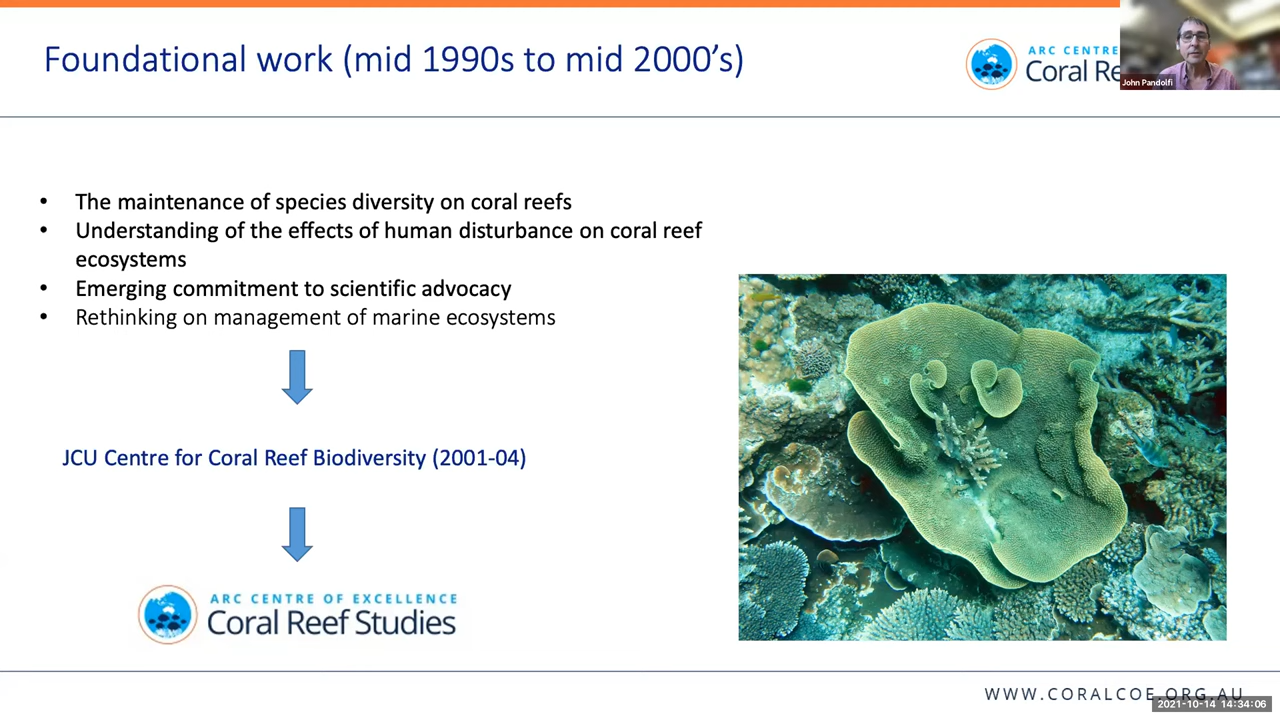 Foundational work (mid 1990s to mid 2000's)
ARC CENTRE
Coral Re
John Pandolfi
• The maintenance of species diversity on coral reefs
• Understanding of the effects of human disturbance on coral reef
ecosystems
• Emerging commitment to scientific advocacy
• Rethinking on management of marine ecosystems
JCU Centre for Coral Reef Biodiversity (2001-04)
ARC CENTRE OF EXCELLENCE
Coral Reef Studies
WWW.CORALCOE.ORG.AU
2021-10-14 14:34:06